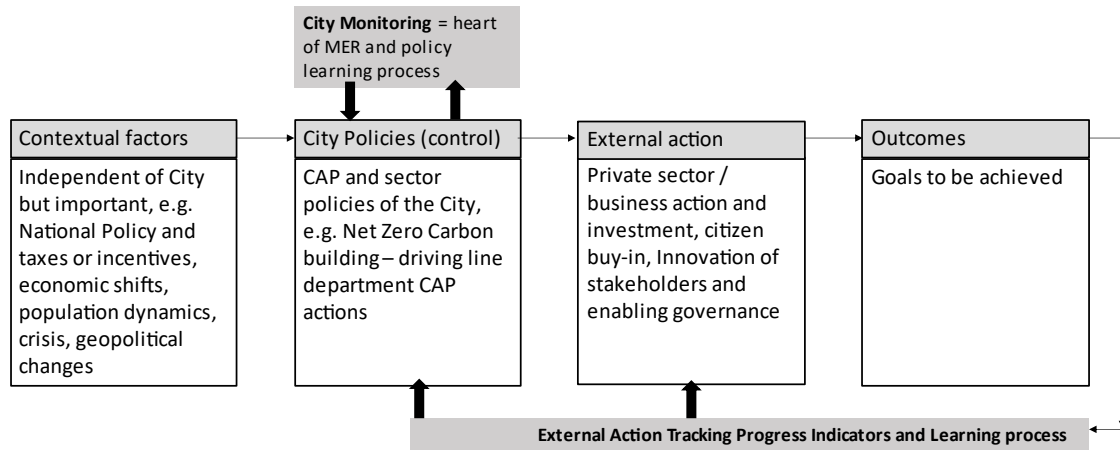 City Monitoring = heart
of MER and policy
learning process
Contextual factors
Independent of City
but important, e.g.
National Policy and
taxes or incentives,
economic shifts,
population dynamics,
crisis, geopolitical
changes
City Policies (control)
CAP and sector
policies of the City,
e.g. Net Zero Carbon
building – driving line
department CAP
actions
External action
Private sector /
business action and
investment, citizen
buy-in, Innovation of
stakeholders and
enabling governance
Outcomes
Goals to be achieved
External Action Tracking Progress Indicators and Learning process